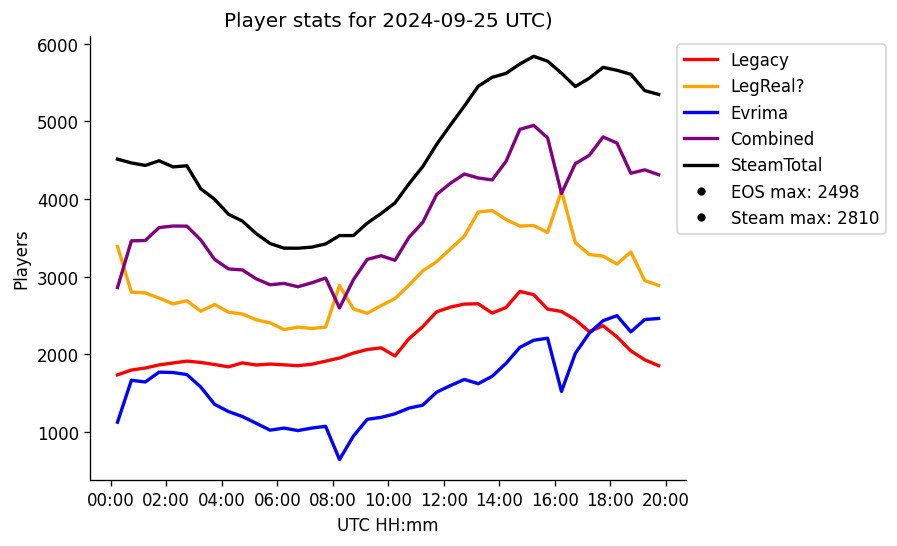 Player stats for 2024-09-25 UTC)
6000
5000
4000
3000
2000
1000
Players
00:00 02:00 04:00 06:00 08:00 10:00 12:00 14:00 16:00 18:00 20:00
UTC HH:mm
Legacy
LegReal?
Evrima
Combined
SteamTotal
EOS max: 2498
Steam max: 2810